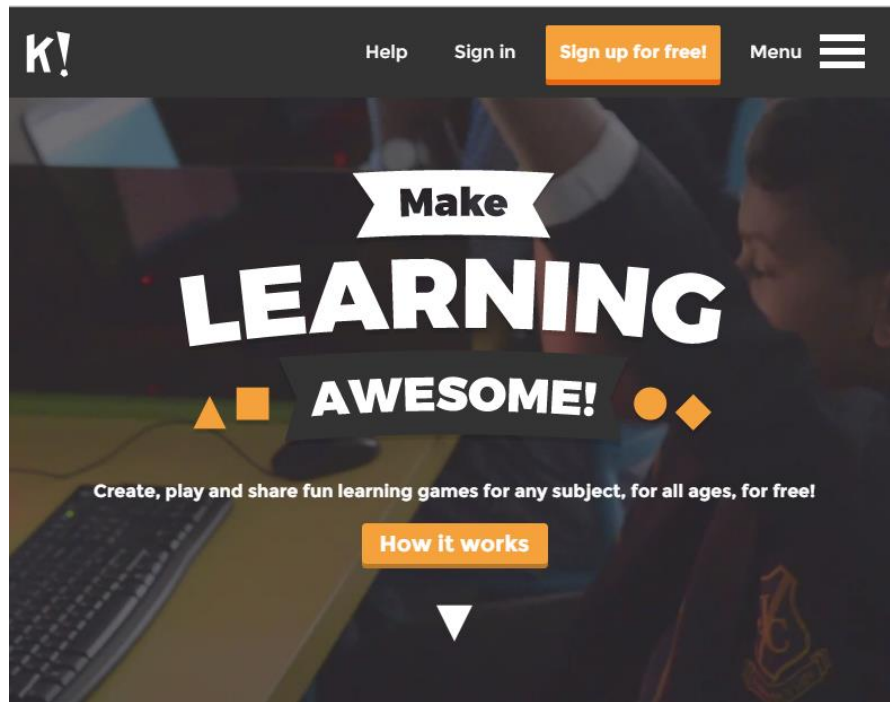 K!
Help Sign in Sign up for free! Menu
Make
LEARNING
AWESOME!
Create, play and share fun learning games for any subject, for all ages, for free!
How it works